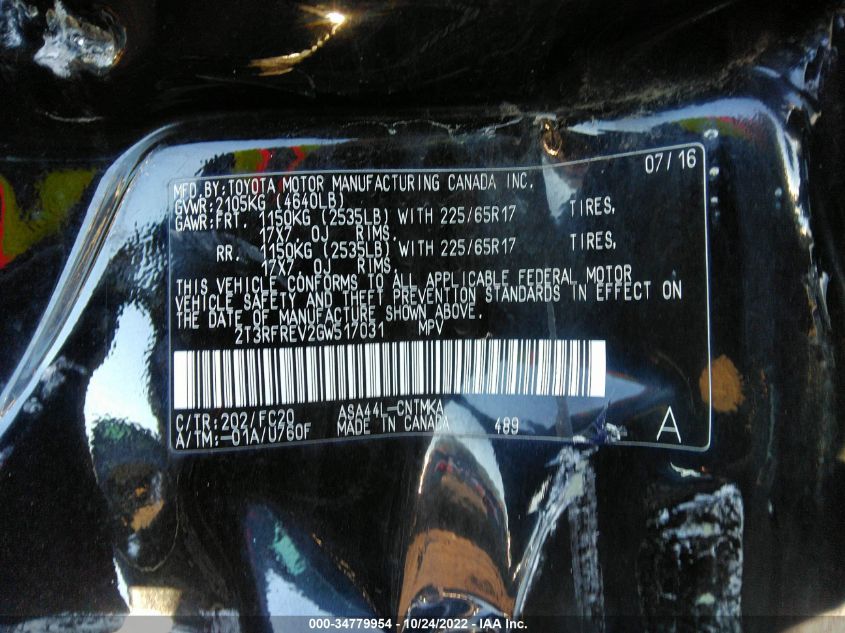 07/16
MFD.BY:TOYOTA MOTOR MANUFACTURING CANADA INC.
GVWR:2105KG (4640LB)
GAWR:FRT. 1150KG (2535LB) WITH 225/65R17 TIRES,
17X7 OJ RIMS.
RR. 1150KG (2535LB) WITH 225/65R17 TIRES,
17X7 OJ RIMS.
THIS VEHICLE CONFORMS TO ALL APPLICABLE FEDERAL MOTOR
VEHICLE SAFETY AND THEFT PREVENTION STANDARDS IN EFFECT ON
THE DATE OF MANUFACTURE SHOWN ABOVE.
2T3RFREV2GW517031 MPV
C/TR:202/FC20 ASA44L-CNTMKA
A/TM:-01A/U760F MADE IN CANADA 489 A
000-34779954 - 10/24/2022 - IAA Inc.